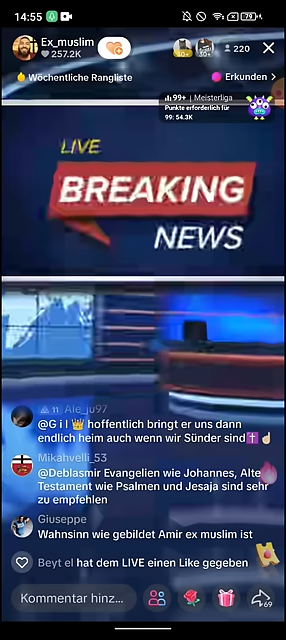 14:55
79
Ex_muslim
257.2K
220
Wöchentliche Rangliste
Erkunden >
99+ | Meisterliga
Punkte erforderlich für
99: 54.3K
LIVE
BREAKING
NEWS
11 Ale_ju97
@G i l 👑 hoffentlich bringt er uns dann
endlich heim auch wenn wir Sünder sind✝️☝🏻
Mikahvelli_53
@Deblasmir Evangelien wie Johannes, Alte
Testament wie Psalmen und Jesaja sind sehr
zu empfehlen
Giuseppe
Wahnsinn wie gebildet Amir ex muslim ist
Beyt el hat dem LIVE einen Like gegeben
Kommentar hinz...
69